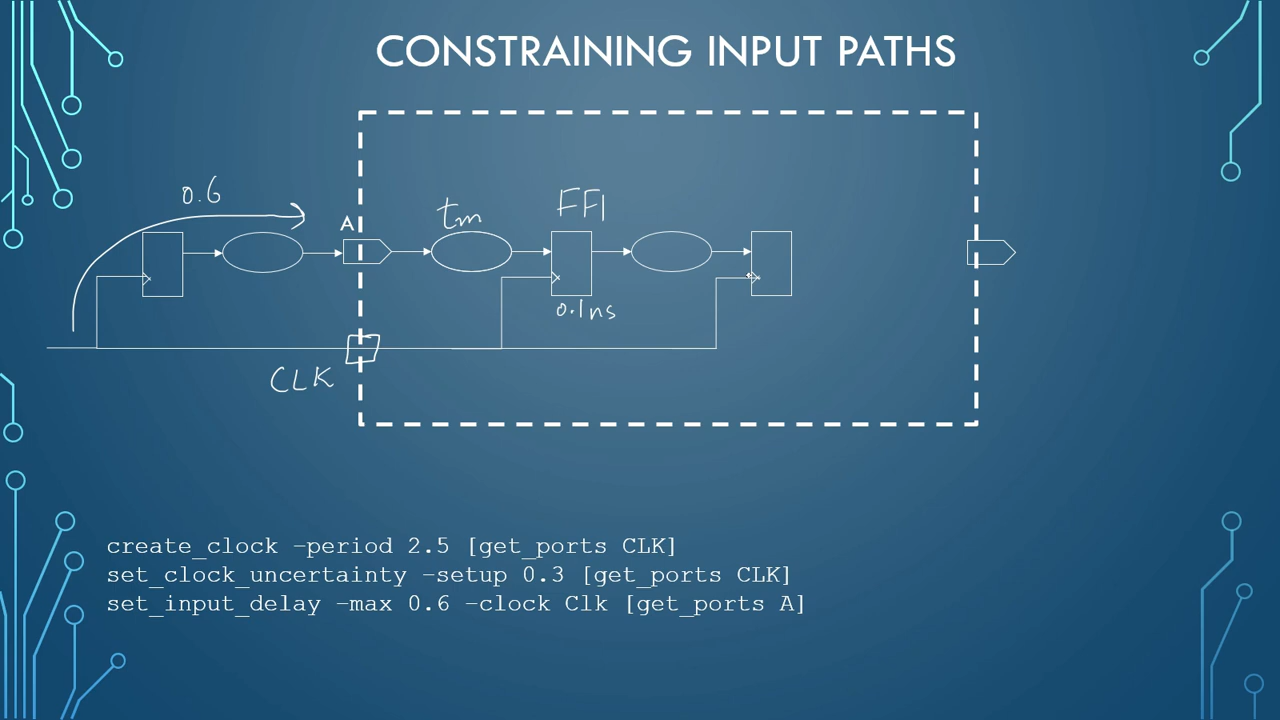 CONSTRAINING INPUT PATHS
0.6
A
tm
FF1
0.1ns
CLK
create_clock –period 2.5 [get_ports CLK]
set_clock_uncertainty –setup 0.3 [get_ports CLK]
set_input_delay –max 0.6 –clock Clk [get_ports A]